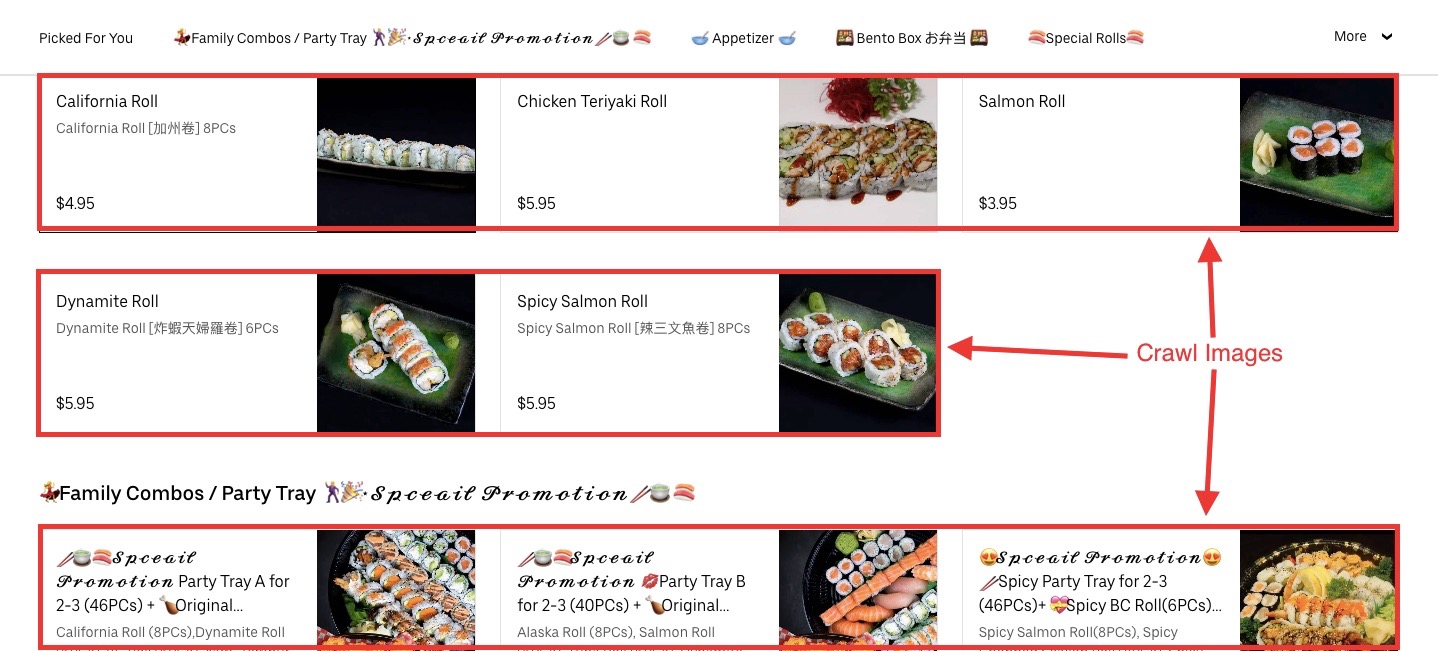 Picked For You
💃Family Combos / Party Tray 🕺🎉·𝓢𝓹𝓬𝓮𝓪𝓲𝓵 𝓟𝓻𝓸𝓶𝓸𝓽𝓲𝓸𝓷🥢🍵🍣
🥣 Appetizer 🥣
🍱Bento Box お弁当🍱
🍣Special Rolls🍣
More
California Roll
California Roll [加州卷] 8PCs
$4.95
Chicken Teriyaki Roll
$5.95
Salmon Roll
$3.95
Dynamite Roll
Dynamite Roll [炸蝦天婦羅卷] 6PCs
$5.95
Spicy Salmon Roll
Spicy Salmon Roll [辣三文魚卷] 8PCs
$5.95
Crawl Images
💃Family Combos / Party Tray 🕺🎉·𝓢𝓹𝓬𝓮𝓪𝓲𝓵 𝓟𝓻𝓸𝓶𝓸𝓽𝓲𝓸𝓷🥢🍵🍣
🥢🍵🍣𝓢𝓹𝓬𝓮𝓪𝓲𝓵
𝓟𝓻𝓸𝓶𝓸𝓽𝓲𝓸𝓷 Party Tray A for
2-3 (46PCs) + 🍗Original...
California Roll (8PCs),Dynamite Roll
🥢🍵🍣𝓢𝓹𝓬𝓮𝓪𝓲𝓵
𝓟𝓻𝓸𝓶𝓸𝓽𝓲𝓸𝓷 💋Party Tray B
for 2-3 (40PCs) + 🍗Original...
Alaska Roll (8PCs), Salmon Roll
😍𝓢𝓹𝓬𝓮𝓪𝓲𝓵 𝓟𝓻𝓸𝓶𝓸𝓽𝓲𝓸𝓷😍
🥢Spicy Party Tray for 2-3
(46PCs)+ 💝Spicy BC Roll(6PCs)...
Spicy Salmon Roll(8PCs), Spicy